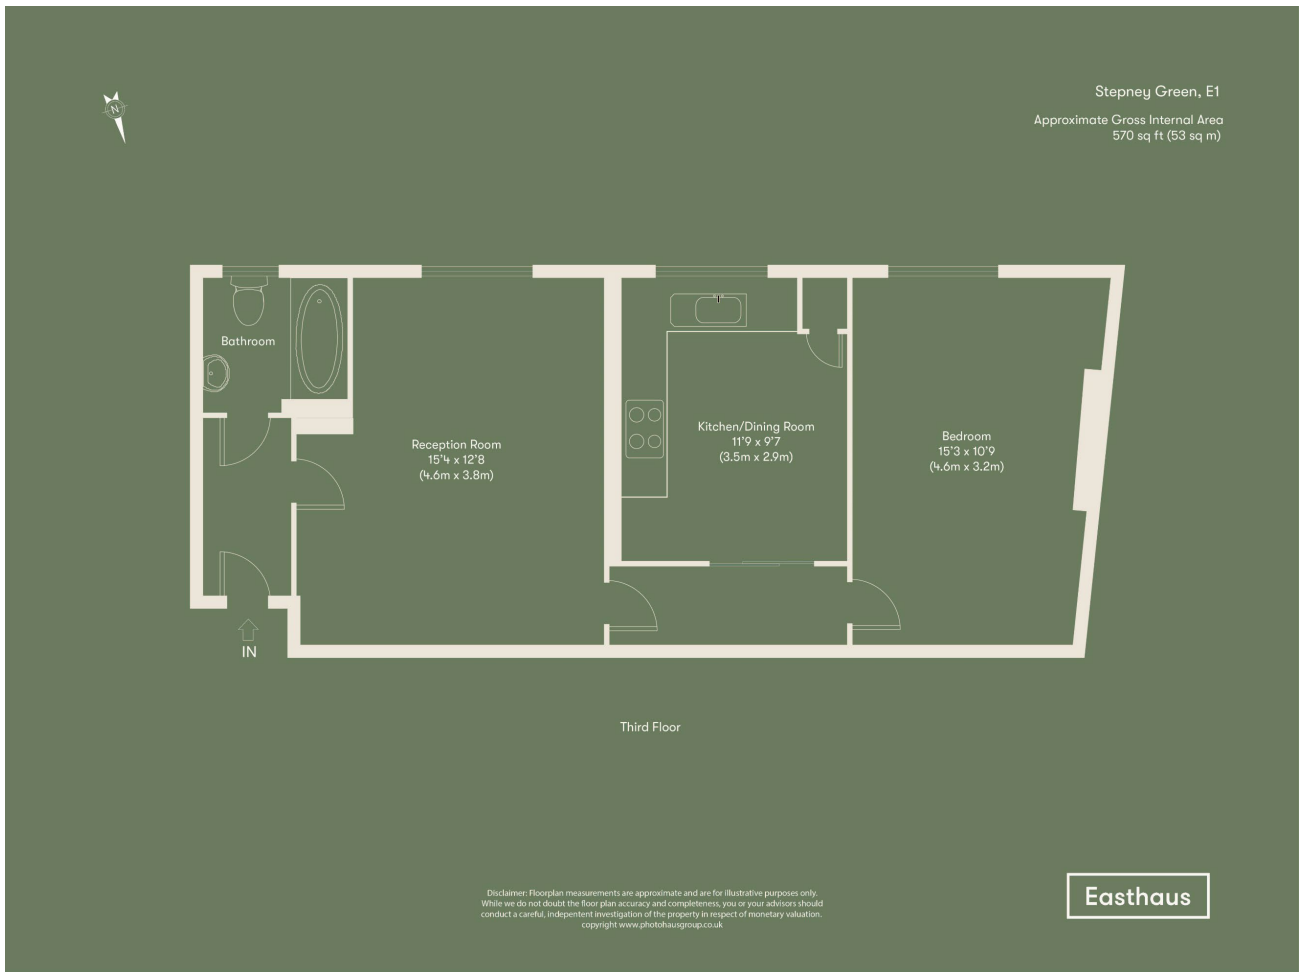 N
Stepney Green, E1
Approximate Gross Internal Area
570 sq ft (53 sq m)
Bathroom
Reception Room
15'4 x 12'8
(4.6m x 3.8m)
Kitchen/Dining Room
11'9 x 9'7
(3.5m x 2.9m)
Bedroom
15'3 x 10'9
(4.6m x 3.2m)
IN
Third Floor
Disclaimer: Floorplan measurements are approximate and are for illustrative purposes only.
While we do not doubt the floor plan accuracy and completeness, you or your advisors should
conduct a careful, indepentent investigation of the property in respect of monetary valuation.
copyright www.photohausgroup.co.uk
Easthaus